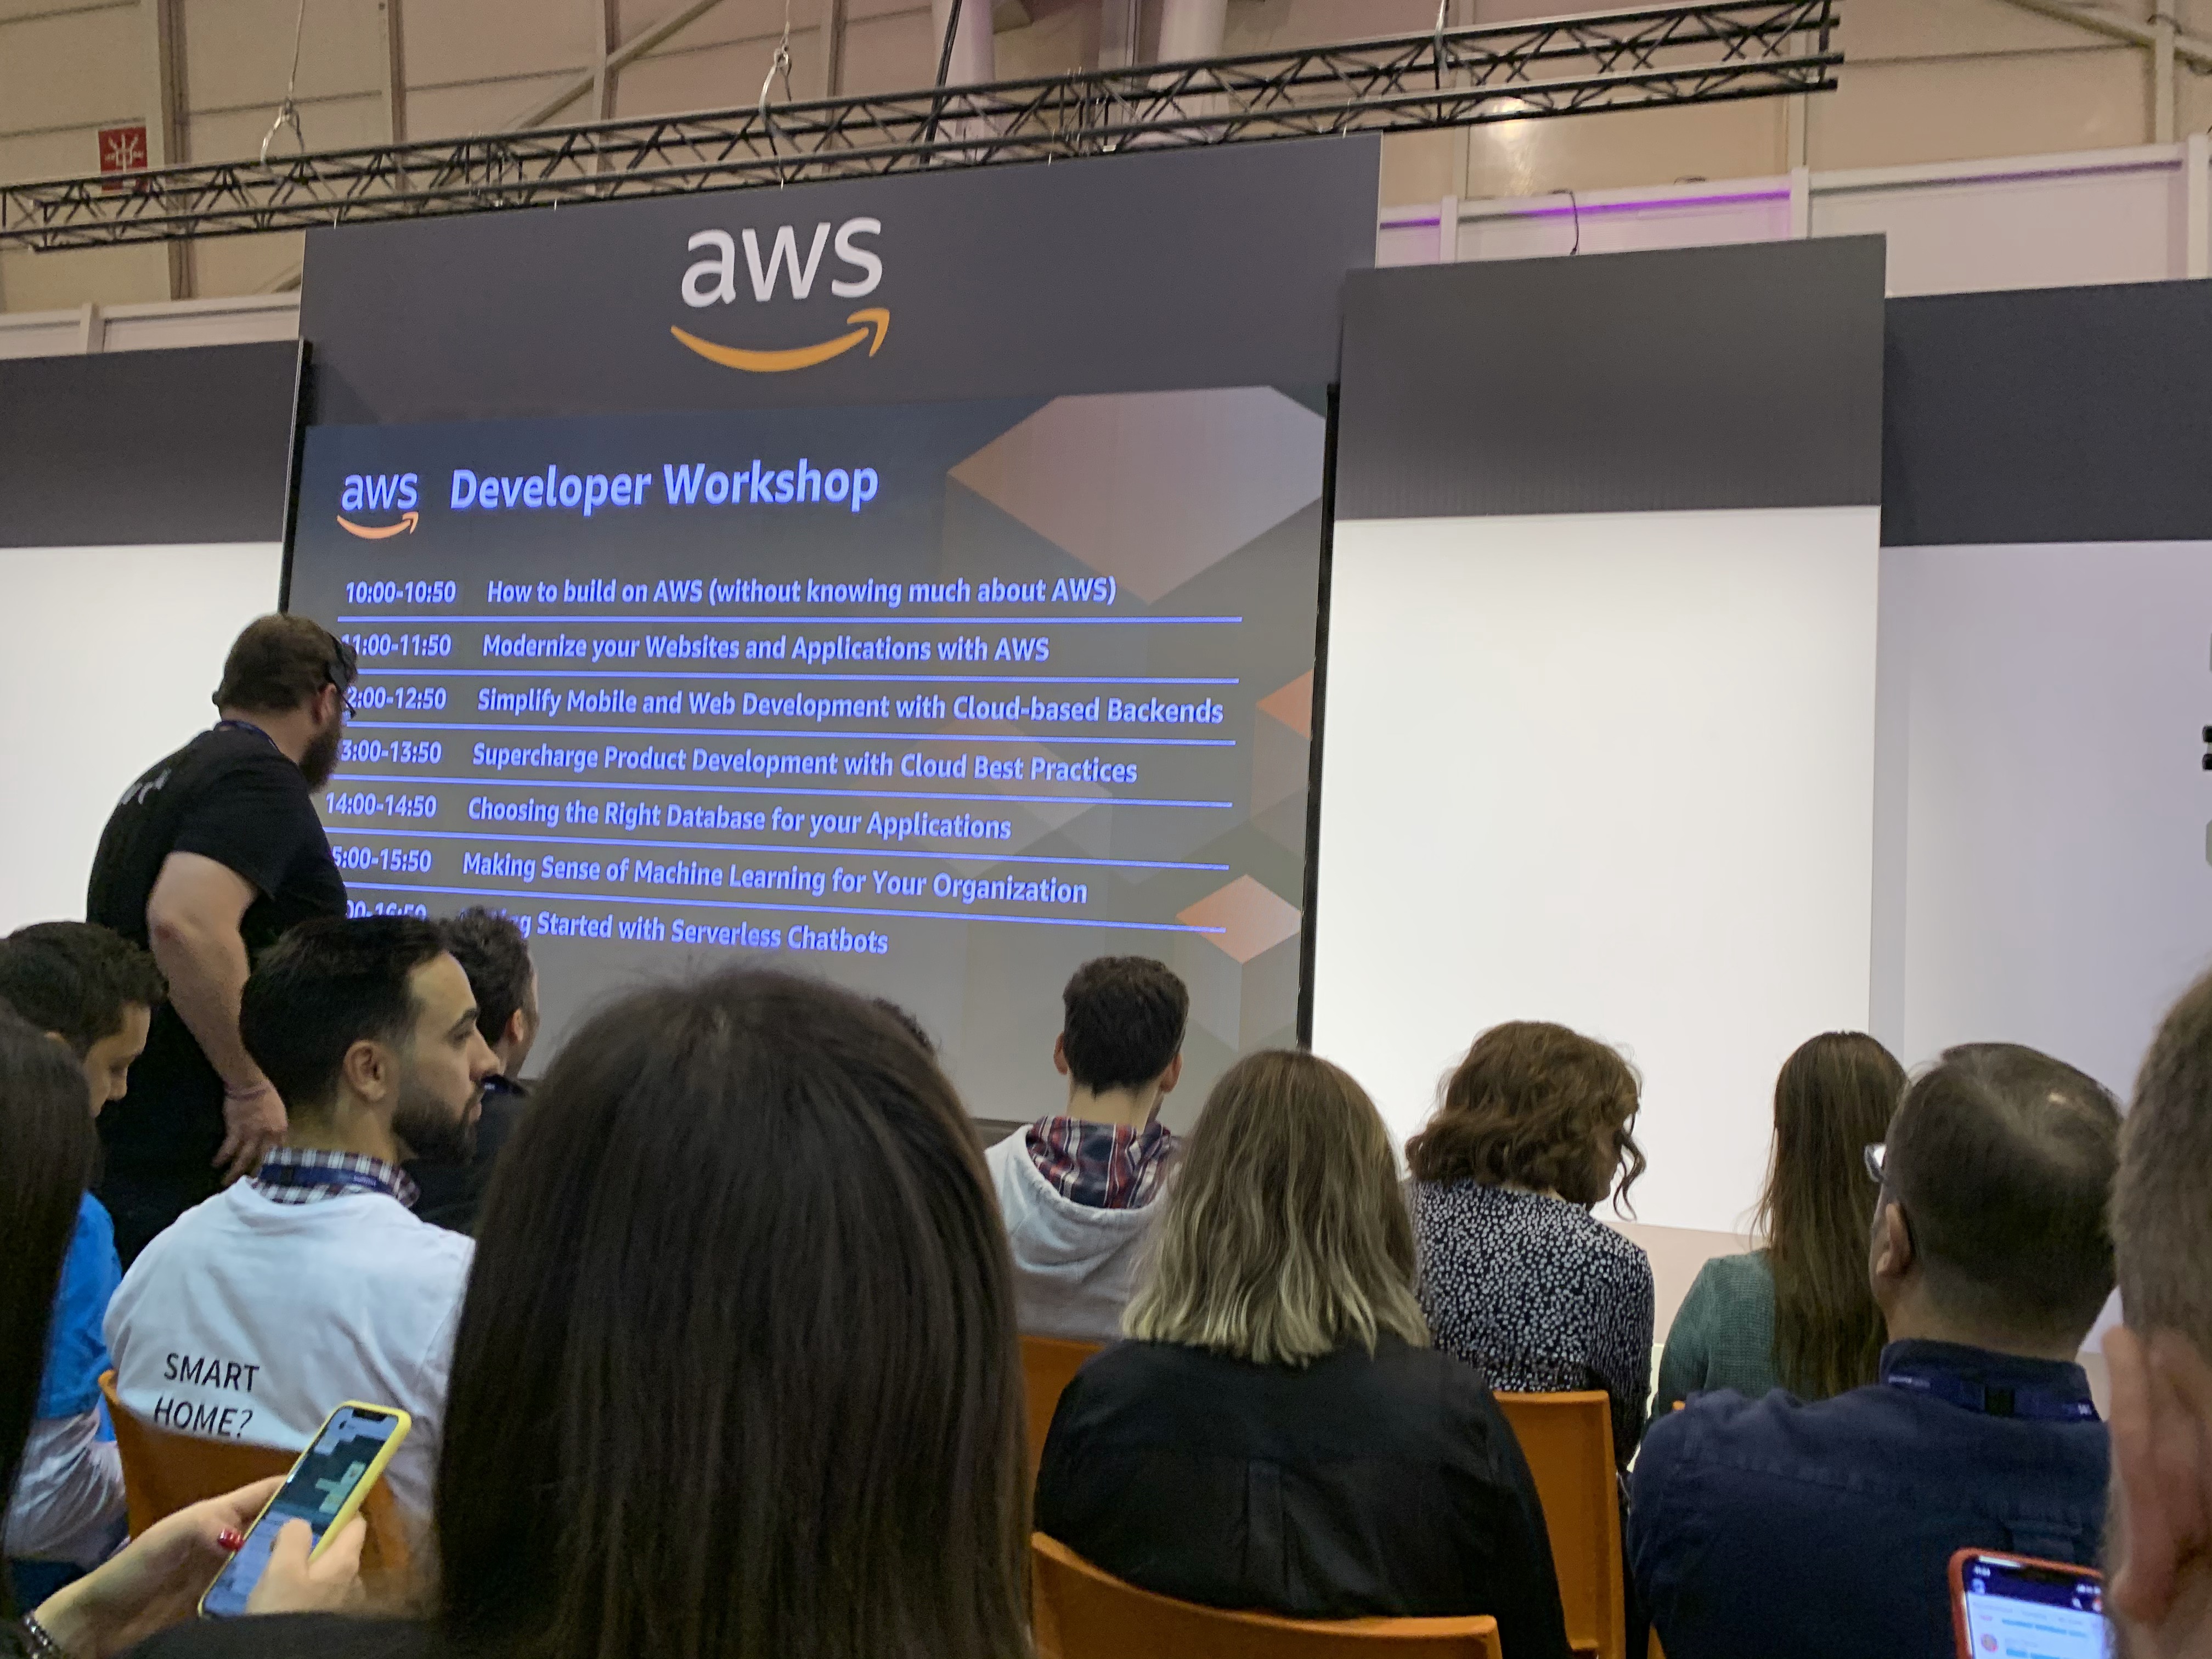 aws
aws Developer Workshop
10:00-10:50 How to build on AWS (without knowing much about AWS)
1:00-11:50 Modernize your Websites and Applications with AWS
2:00-12:50 Simplify Mobile and Web Development with Cloud-based Backends
3:00-13:50 Supercharge Product Development with Cloud Best Practices
14:00-14:50 Choosing the Right Database for your Applications
5:00-15:50 Making Sense of Machine Learning for Your Organization
00-16:50 Started with Serverless Chatbots
SMART
HOME?